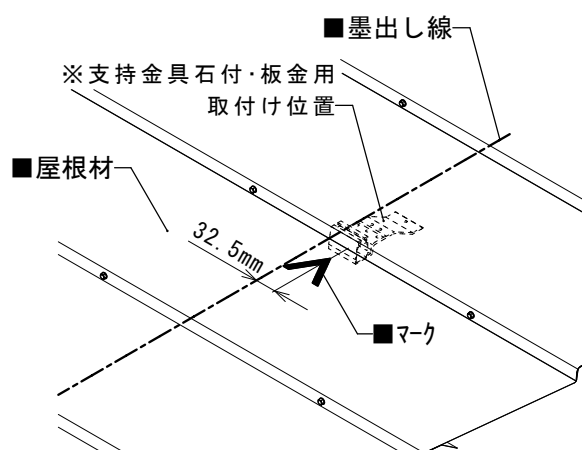 ■墨出し線
※支持金具石付･板金用
取付け位置
■屋根材
32.5mm
■マーク